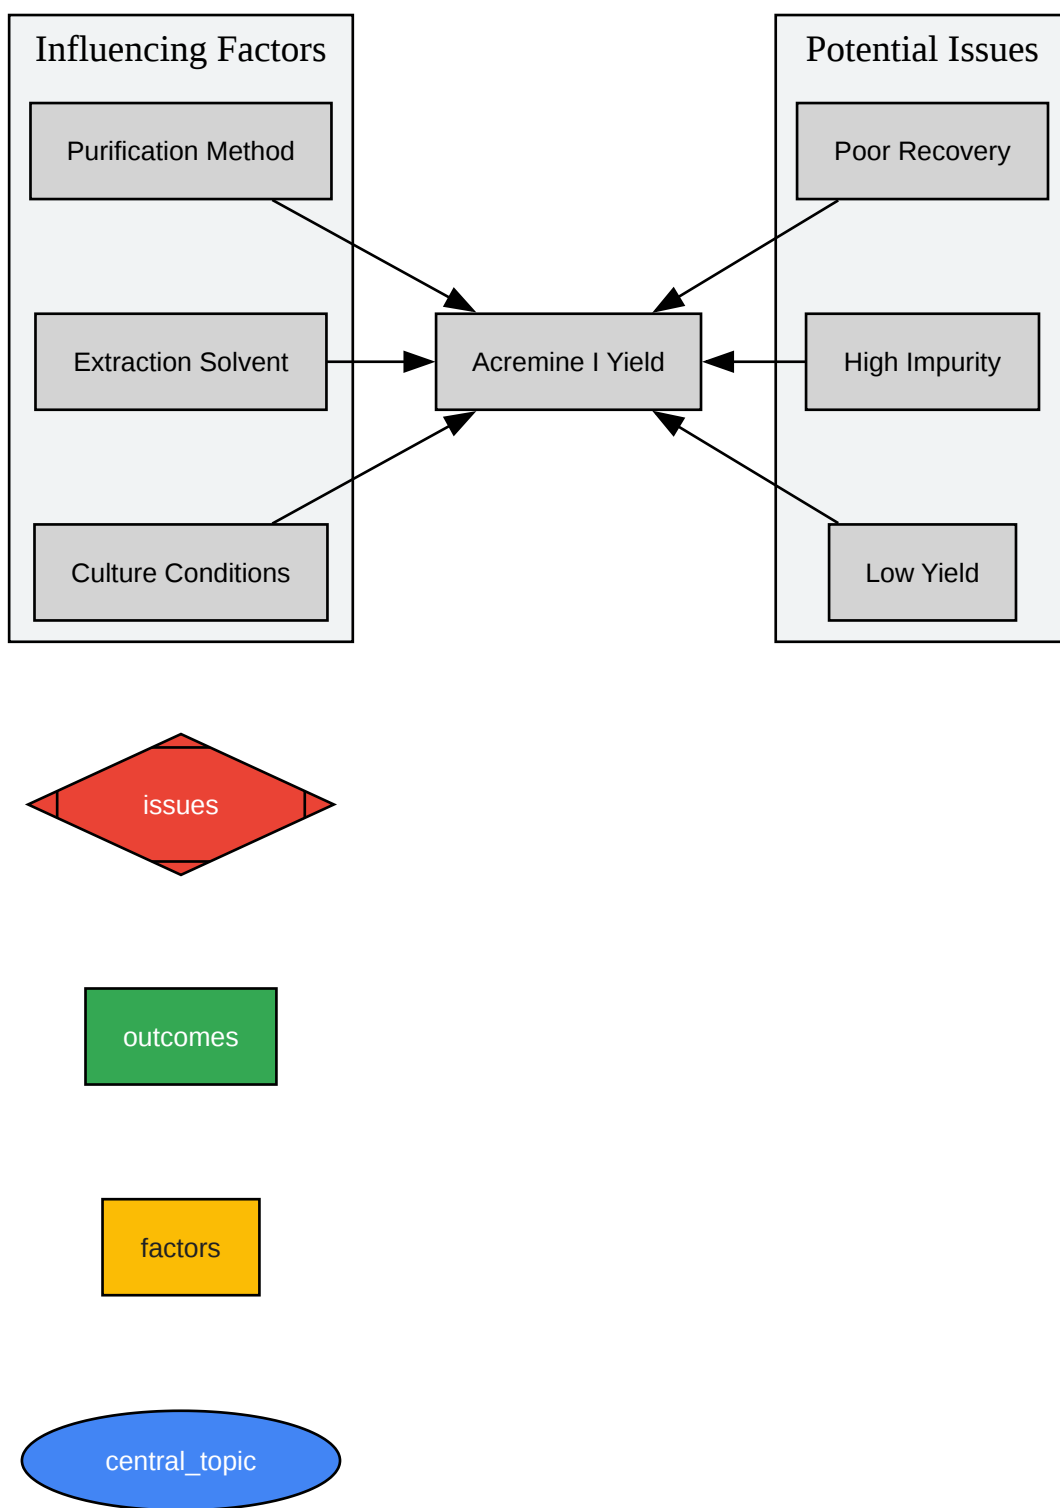 Influencing Factors
Purification Method
Extraction Solvent
Culture Conditions
Acremine I Yield
Potential Issues
Poor Recovery
High Impurity
Low Yield
issues
outcomes
factors
central_topic